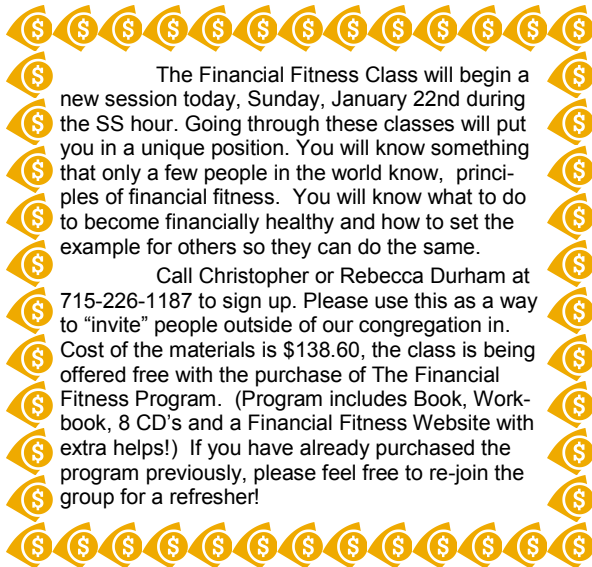 The Financial Fitness Class will begin a
new session today, Sunday, January 22nd during
the SS hour. Going through these classes will put
you in a unique position. You will know something
that only a few people in the world know, princi-
ples of financial fitness. You will know what to do
to become financially healthy and how to set the
example for others so they can do the same.
Call Christopher or Rebecca Durham at
715-226-1187 to sign up. Please use this as a way
to “invite” people outside of our congregation in.
Cost of the materials is $138.60, the class is being
offered free with the purchase of The Financial
Fitness Program. (Program includes Book, Work-
book, 8 CD’s and a Financial Fitness Website with
extra helps!) If you have already purchased the
program previously, please feel free to re-join the
group for a refresher!